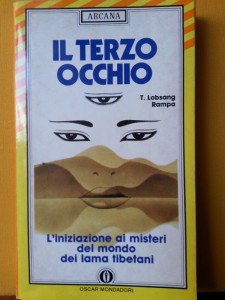 ARCANA
IL TERZO
OCCHIO
T. Lobsang
Rampa
L'iniziazione ai misteri
del mondo
dei lama tibetani
OSCAR MONDADORI